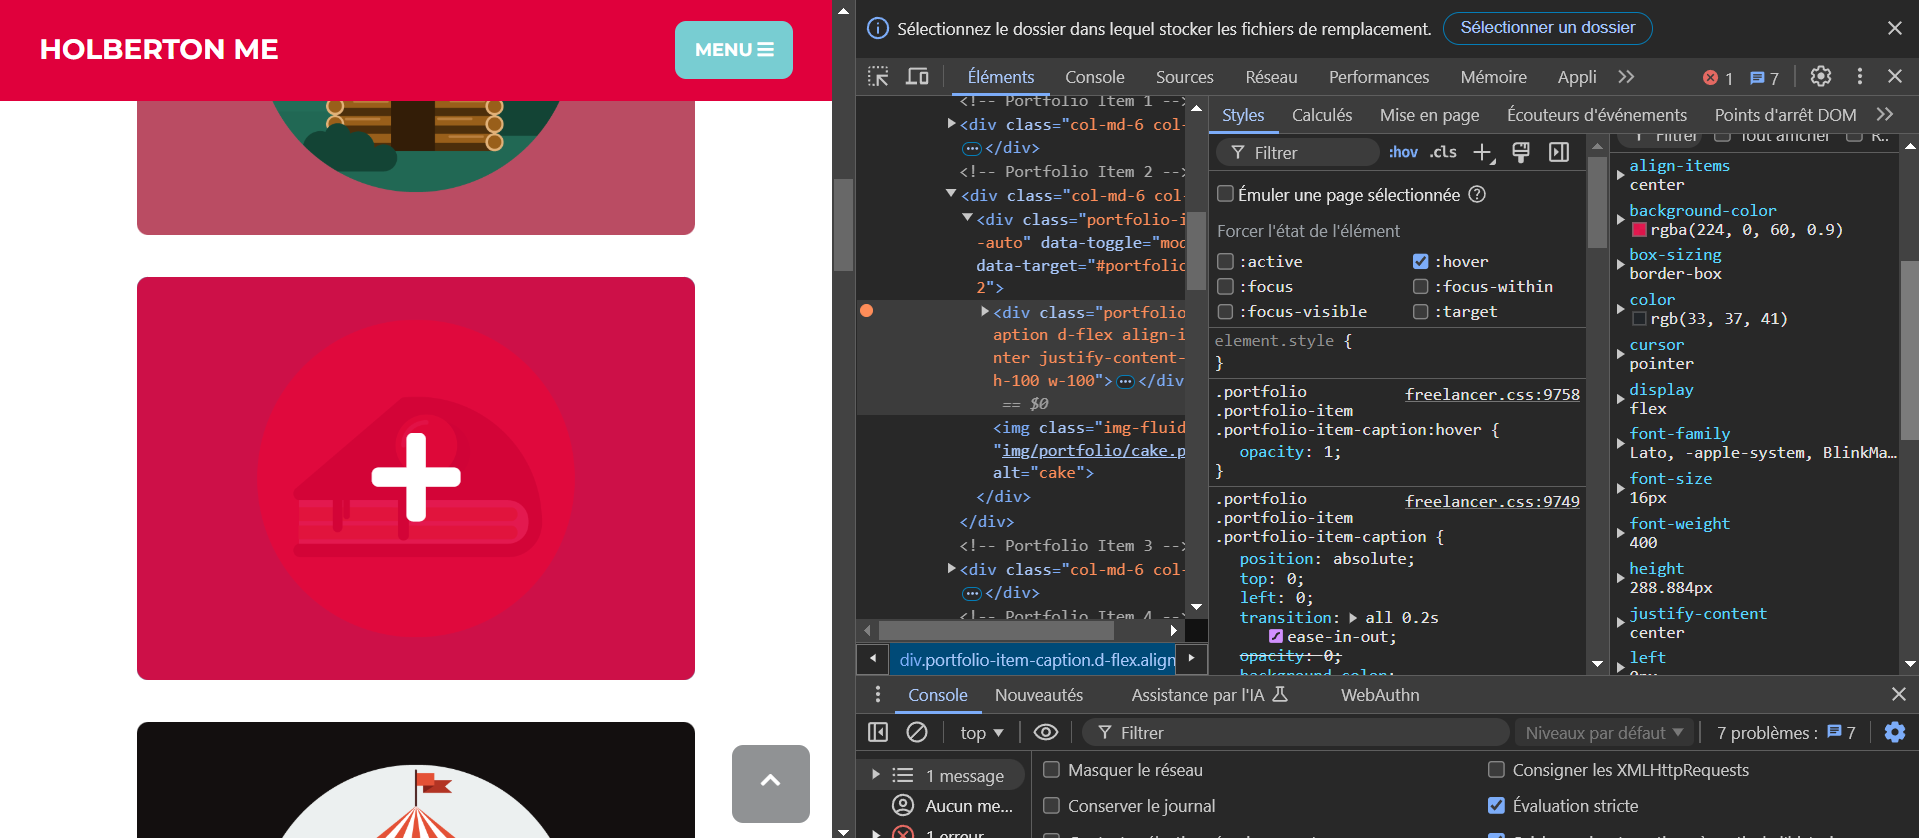 HOLBERTON ME
MENU
Sélectionnez le dossier dans lequel stocker les fichiers de remplacement.
Sélectionner un dossier
Éléments
Console
Sources
Réseau
Performances
Mémoire
Appli
1
7
<!-- Portfolio Item 1 -->
<div class="col-md-6 col-
</div>
<!-- Portfolio Item 2 -->
<div class="col-md-6 col-
<div class="portfolio-i
-auto" data-toggle="mod
data-target="#portfolio
2">
<div class="portfolio
aption d-flex align-i
nter justify-content-
h-100 w-100"> </div
== $0
<img class="img-fluid
"img/portfolio/cake.p
alt="cake">
</div>
</div>
<!-- Portfolio Item 3 -->
<div class="col-md-6 col-
</div>
<!-- Portfolio Item 4 -->
div.portfolio-item-caption.d-flex.align
Styles
Calculés
Mise en page
Écouteurs d'événements
Points d'arrêt DOM
Filtrer
:hov
.cls
Émuler une page sélectionnée
Forcer l'état de l'élément
:active
:hover
:focus
:focus-within
:focus-visible
:target
element.style {
}
.portfolio
freelancer.css:9758
.portfolio-item
.portfolio-item-caption:hover {
opacity: 1;
}
.portfolio
freelancer.css:9749
.portfolio-item
.portfolio-item-caption {
position: absolute;
top: 0;
left: 0;
transition: all 0.2s
ease-in-out;
opacity: 0;
background-color:
Filtrer
Tout afficher
R..
align-items
center
background-color
rgba(224, 0, 60, 0.9)
box-sizing
border-box
color
rgb(33, 37, 41)
cursor
pointer
display
flex
font-family
Lato, -apple-system, BlinkMa…
font-size
16px
font-weight
400
height
288.884px
justify-content
center
left
0px
Console
Nouveautés
Assistance par l'IA
WebAuthn
top
Filtrer
Niveaux par défaut
7 problèmes :
7
1 message
Aucun me...
1 erreur
Masquer le réseau
Consigner les XMLHttpRequests
Conserver le journal
Évaluation stricte